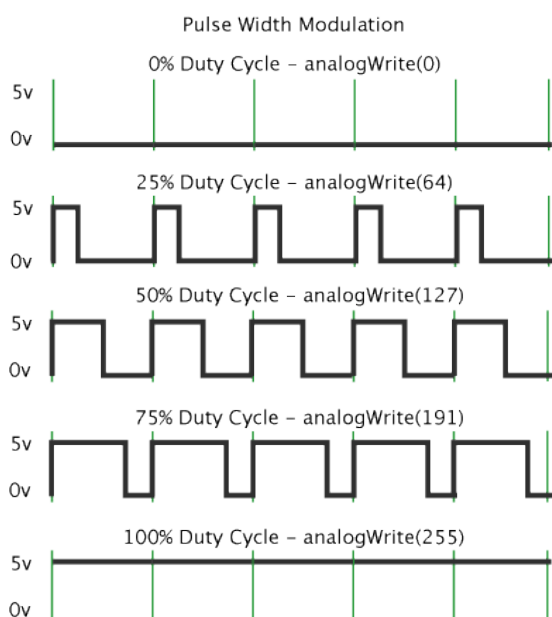 Pulse Width Modulation
0% Duty Cycle – analogWrite(0)
5v
0v
25% Duty Cycle – analogWrite(64)
5v
0v
50% Duty Cycle – analogWrite(127)
5v
0v
75% Duty Cycle – analogWrite(191)
5v
0v
100% Duty Cycle – analogWrite(255)
5v
0v